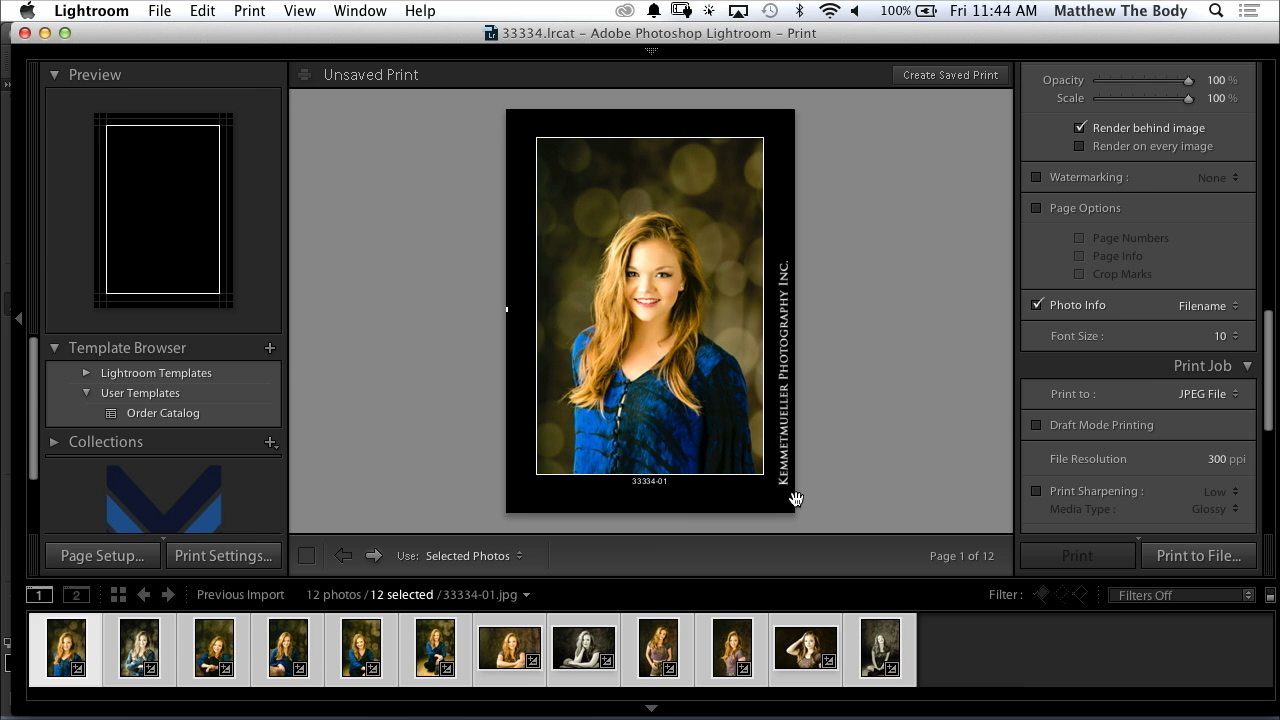 Lightroom File Edit Print View Window Help 100% Fri 11:44 AM Matthew The Body
33334.lrcat – Adobe Photoshop Lightroom – Print
Preview
Unsaved Print
Create Saved Print
Opacity 100 %
Scale 100 %
Render behind image
Render on every image
Watermarking : None
Page Options
Page Numbers
Page Info
Crop Marks
Photo Info Filename
Font Size : 10
Print Job
Print to : JPEG File
Draft Mode Printing
File Resolution 300 ppi
Print Sharpening : Low
Media Type : Glossy
Print
Print to File...
Kemmetmueller Photography Inc.
33334-01
Template Browser
Lightroom Templates
User Templates
Order Catalog
Collections
Page Setup...
Print Settings...
Use: Selected Photos
Page 1 of 12
1 2 Previous Import 12 photos / 12 selected / 33334-01.jpg
Filter : Filters Off
Lr